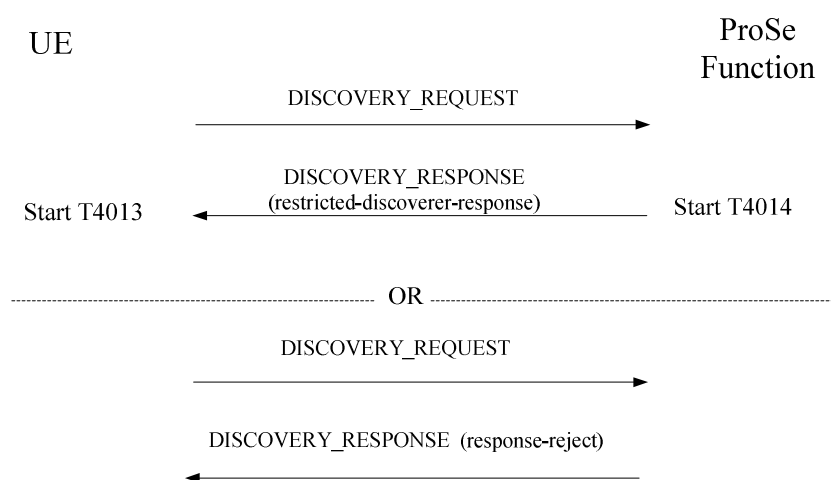 UE
ProSe
Function
DISCOVERY_REQUEST
DISCOVERY_RESPONSE
(restricted-discoverer-response)
Start T4013
Start T4014
OR
DISCOVERY_REQUEST
DISCOVERY_RESPONSE (response-reject)